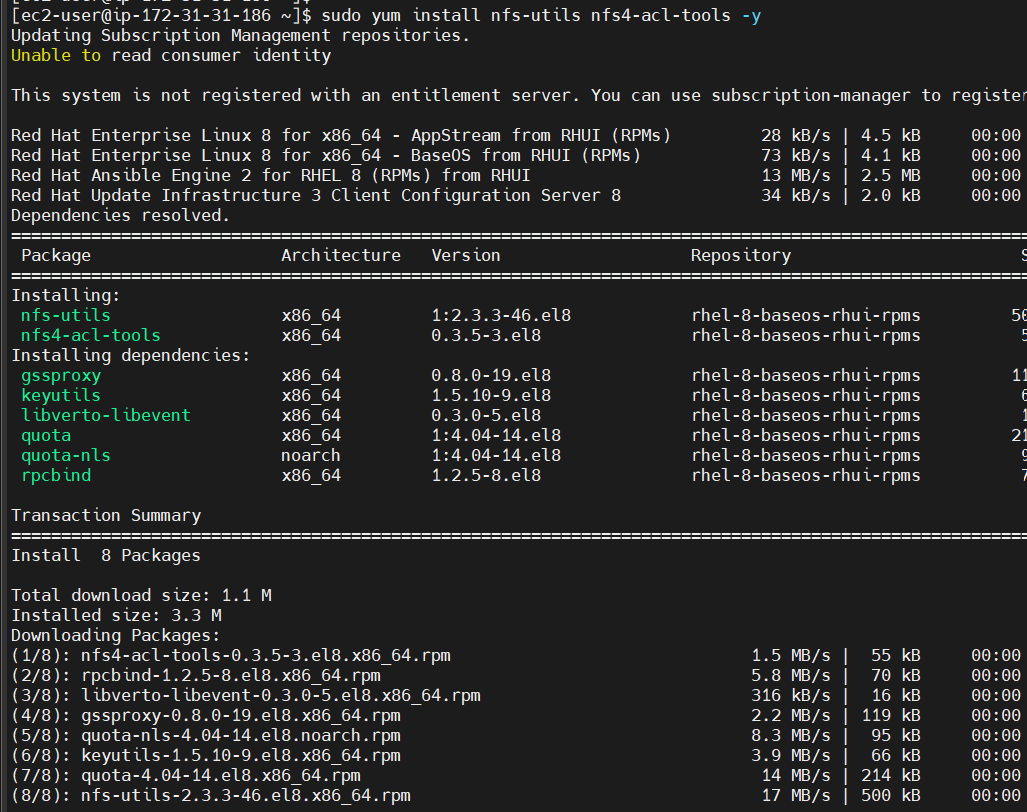 [ec2-user@ip-172-31-31-186 ~]$ sudo yum install nfs-utils nfs4-acl-tools -y
Updating Subscription Management repositories.
Unable to read consumer identity
This system is not registered with an entitlement server. You can use subscription-manager to register
Red Hat Enterprise Linux 8 for x86_64 - AppStream from RHUI (RPMs) 28 kB/s | 4.5 kB 00:00
Red Hat Enterprise Linux 8 for x86_64 - BaseOS from RHUI (RPMs) 73 kB/s | 4.1 kB 00:00
Red Hat Ansible Engine 2 for RHEL 8 (RPMs) from RHUI 13 MB/s | 2.5 MB 00:00
Red Hat Update Infrastructure 3 Client Configuration Server 8 34 kB/s | 2.0 kB 00:00
Dependencies resolved.
Package Architecture Version Repository S
Installing:
nfs-utils x86_64 1:2.3.3-46.el8 rhel-8-baseos-rhui-rpms 50
nfs4-acl-tools x86_64 0.3.5-3.el8 rhel-8-baseos-rhui-rpms 5
Installing dependencies:
gssproxy x86_64 0.8.0-19.el8 rhel-8-baseos-rhui-rpms 11
keyutils x86_64 1.5.10-9.el8 rhel-8-baseos-rhui-rpms 6
libverto-libevent x86_64 0.3.0-5.el8 rhel-8-baseos-rhui-rpms 1
quota x86_64 1:4.04-14.el8 rhel-8-baseos-rhui-rpms 21
quota-nls noarch 1:4.04-14.el8 rhel-8-baseos-rhui-rpms 9
rpcbind x86_64 1.2.5-8.el8 rhel-8-baseos-rhui-rpms 7
Transaction Summary
Install 8 Packages
Total download size: 1.1 M
Installed size: 3.3 M
Downloading Packages:
(1/8): nfs4-acl-tools-0.3.5-3.el8.x86_64.rpm 1.5 MB/s | 55 kB 00:00
(2/8): rpcbind-1.2.5-8.el8.x86_64.rpm 5.8 MB/s | 70 kB 00:00
(3/8): libverto-libevent-0.3.0-5.el8.x86_64.rpm 316 kB/s | 16 kB 00:00
(4/8): gssproxy-0.8.0-19.el8.x86_64.rpm 2.2 MB/s | 119 kB 00:00
(5/8): quota-nls-4.04-14.el8.noarch.rpm 8.3 MB/s | 95 kB 00:00
(6/8): keyutils-1.5.10-9.el8.x86_64.rpm 3.9 MB/s | 66 kB 00:00
(7/8): quota-4.04-14.el8.x86_64.rpm 14 MB/s | 214 kB 00:00
(8/8): nfs-utils-2.3.3-46.el8.x86_64.rpm 17 MB/s | 500 kB 00:00